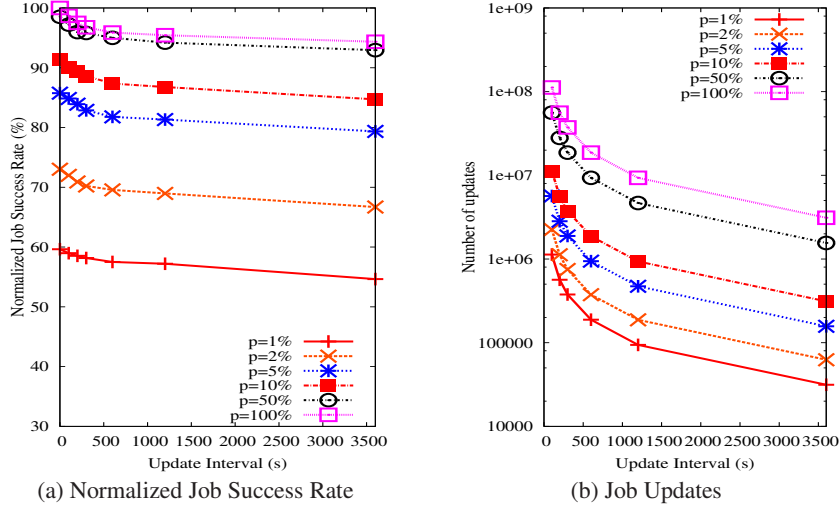 100
90
80
70
60
50
40
30
Normalized Job Success Rate (%)
p=1%
p=2%
p=5%
p=10%
p=50%
p=100%
0 500 1000 1500 2000 2500 3000 3500
Update Interval (s)
(a) Normalized Job Success Rate
1e+09
1e+08
1e+07
1e+06
100000
10000
Number of updates
p=1%
p=2%
p=5%
p=10%
p=50%
p=100%
0 500 1000 1500 2000 2500 3000 3500
Update Interval (s)
(b) Job Updates